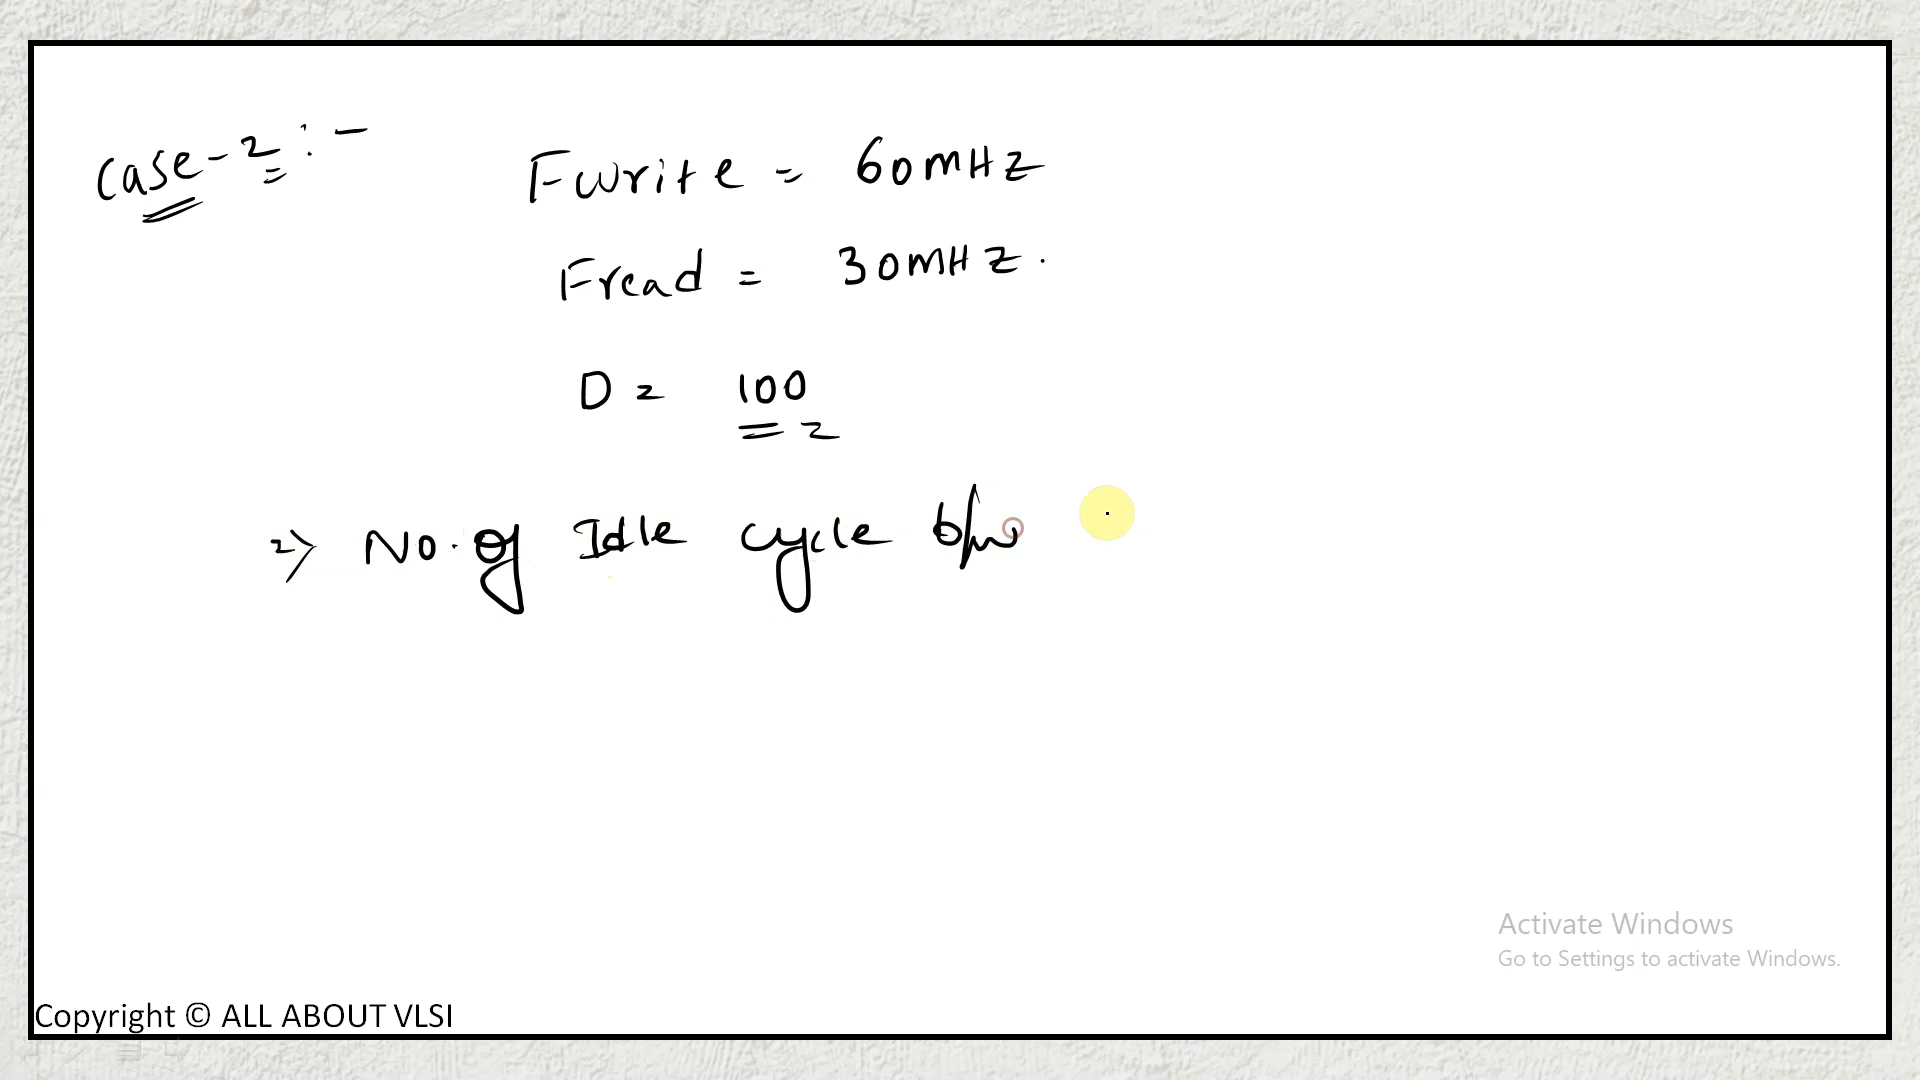 Case-2:-
Fwrite = 60MHZ
Fread = 30MHZ.
D = 100
=> No. of Idle cycle b/w
Activate Windows
Go to Settings to activate Windows.
Copyright © ALL ABOUT VLSI